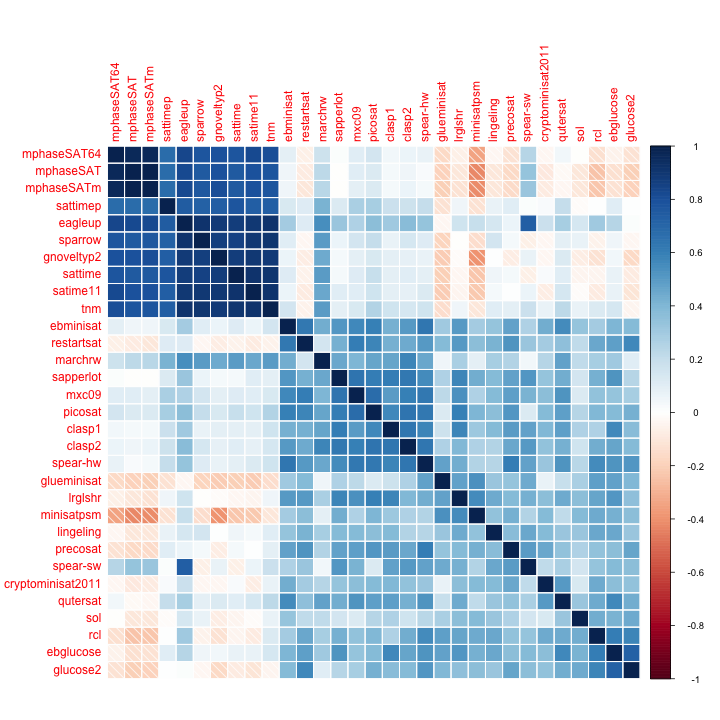 mphaseSAT64
mphaseSAT
mphaseSATm
sattimep
eagleup
sparrow
gnoveltyp2
sattime
satime11
tnm
ebminisat
restartsat
marchrw
sapperlot
mxc09
picosat
clasp1
clasp2
spear-hw
glueminisat
lrglshr
minisatpsm
lingeling
precosat
spear-sw
cryptominisat2011
qutersat
sol
rcl
ebglucose
glucose2
mphaseSAT64
mphaseSAT
mphaseSATm
sattimep
eagleup
sparrow
gnoveltyp2
sattime
satime11
tnm
ebminisat
restartsat
marchrw
sapperlot
mxc09
picosat
clasp1
clasp2
spear-hw
glueminisat
lrglshr
minisatpsm
lingeling
precosat
spear-sw
cryptominisat2011
qutersat
sol
rcl
ebglucose
glucose2
1
0.8
0.6
0.4
0.2
0
-0.2
-0.4
-0.6
-0.8
-1